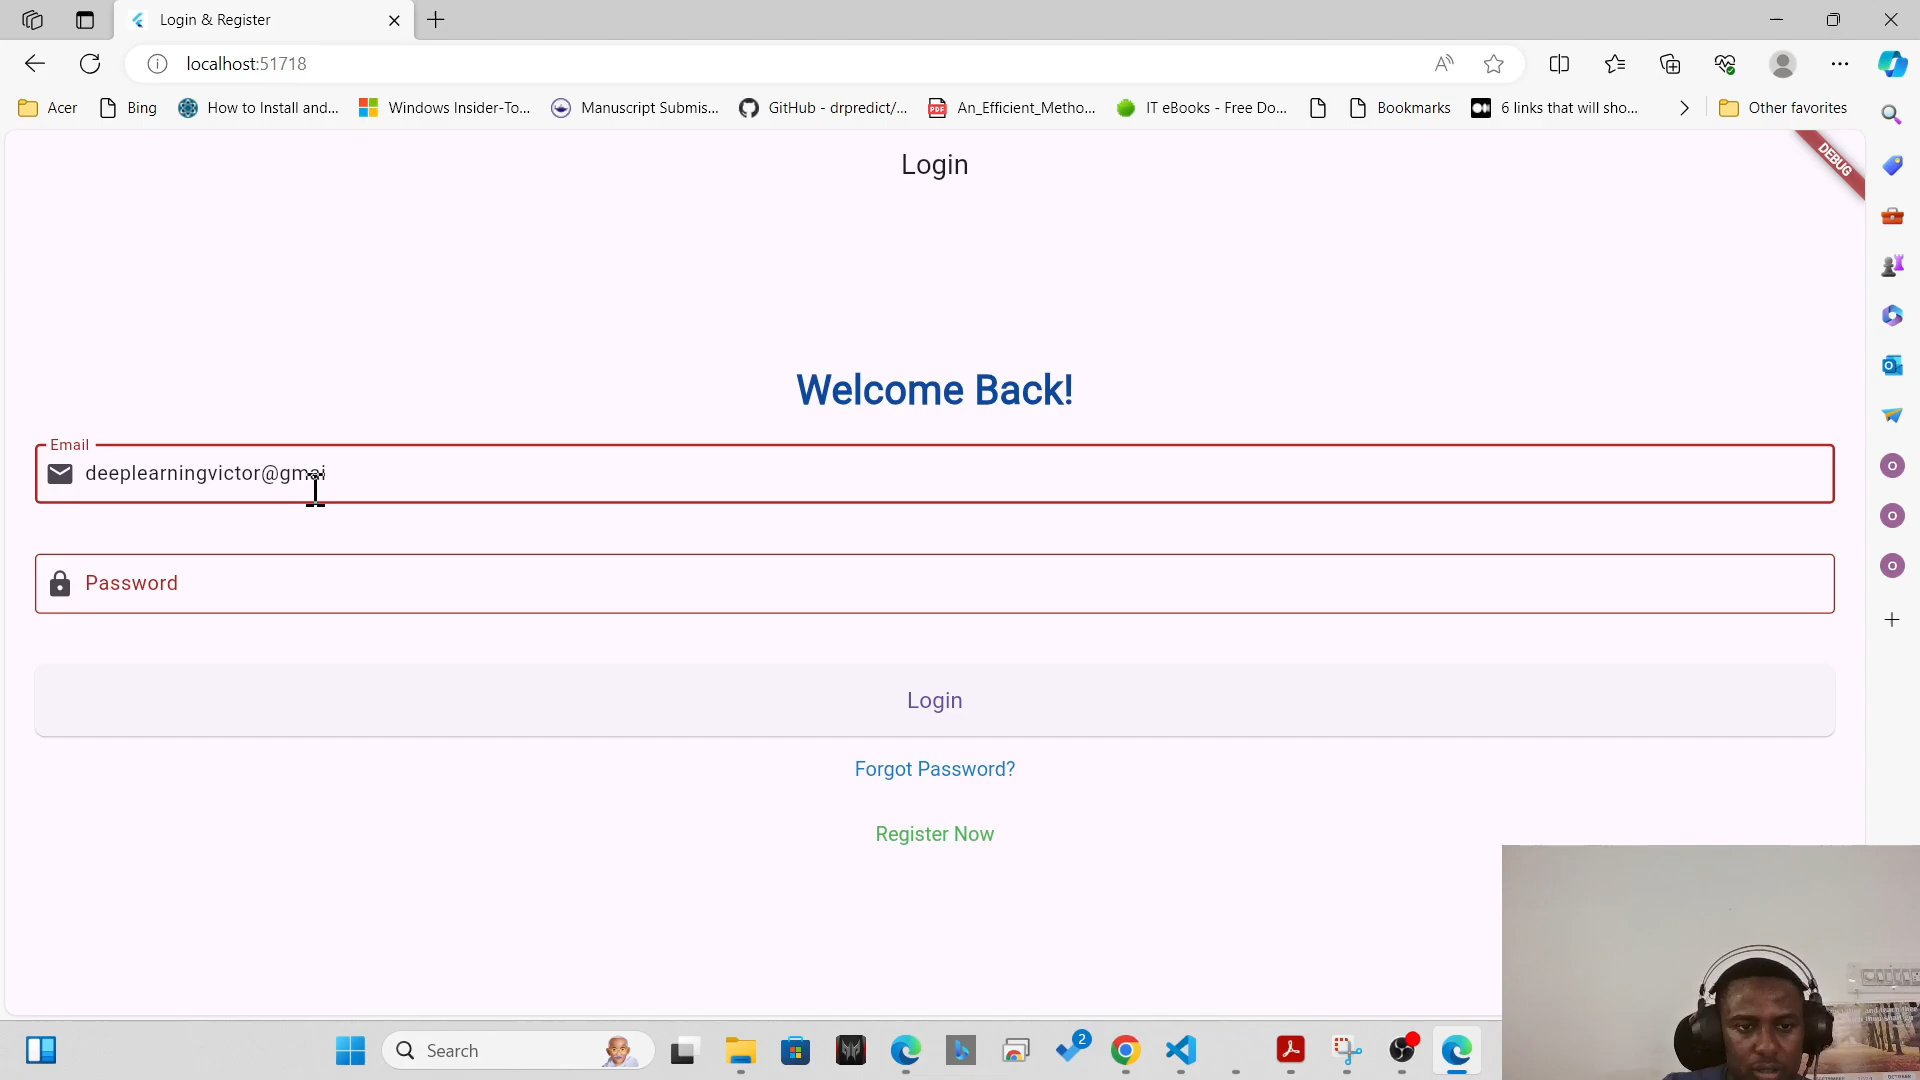 Login & Register
localhost:51718
Acer
Bing
How to Install and...
Windows Insider-To...
Manuscript Submis...
GitHub - drpredict/...
An_Efficient_Metho...
IT eBooks - Free Do...
Bookmarks
6 links that will sho...
Other favorites
Login
DEBUG
Welcome Back!
Email
deeplearningvictor@gmai
Password
Login
Forgot Password?
Register Now
Search
2